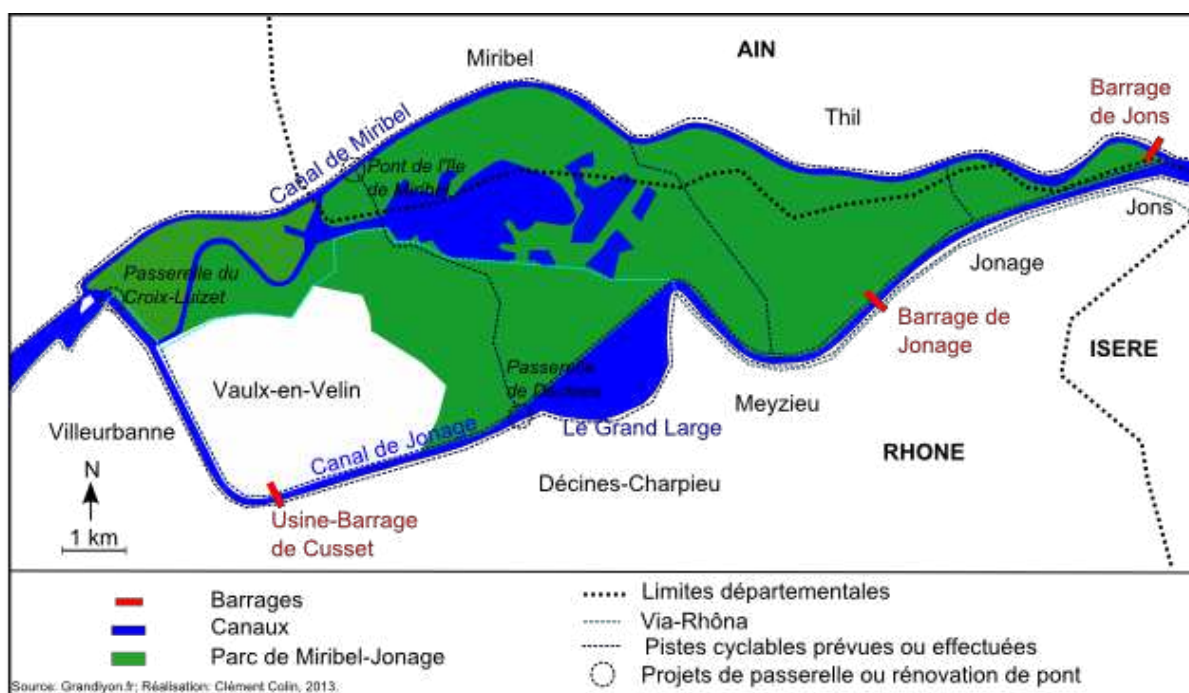 AIN
Miribel
Barrage
de Jons
Thil
Canal de Miribel
Pont de l'île
de Miribel
Jons
Passerelle du
Croix-Luizet
Jonage
Barrage de
Jonage
ISERE
Passerelle
de Décines
Vaulx-en-Velin
Meyzieu
Villeurbanne
Canal de Jonage
Le Grand Large
RHONE
N
Décines-Charpieu
Usine-Barrage
de Cusset
1 km
Barrages
Canaux
Parc de Miribel-Jonage
Limites départementales
Via-Rhôna
Pistes cyclables prévues ou effectuées
Projets de passerelle ou rénovation de pont
Source: Grandlyon.fr; Réalisation: Clément Colin, 2013.